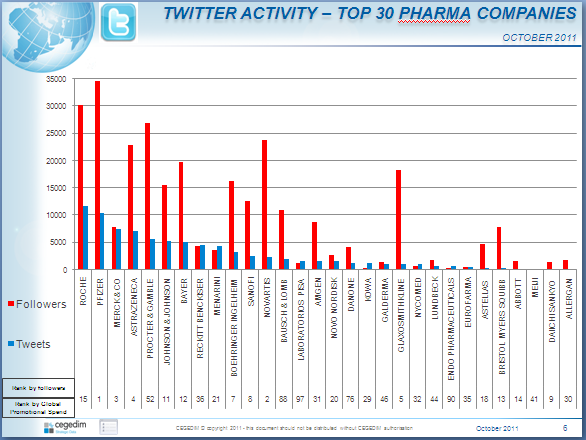 TWITTER ACTIVITY – TOP 30 PHARMA COMPANIES
OCTOBER 2011
35000
30000
25000
20000
15000
10000
5000
0
Followers
Tweets
ROCHE
PFIZER
MERCK & CO
ASTRAZENECA
PROCTER & GAMBLE
JOHNSON & JOHNSON
BAYER
RECKITT BENCKISER
MENARINI
BOEHRINGER INGELHEIM
SANOFI
NOVARTIS
BAUSCH & LOMB
LABORATORIOS PISA
AMGEN
NOVO NORDISK
DANONE
KOWA
GALDERMA
GLAXOSMITHKLINE
NYCOMED
LUNDBECK
ENDO PHARMACEUTICALS
EUROFARMA
ASTELLAS
BRISTOL MYERS SQUIBB
ABBOTT
MEIJI
DAIICHI SANKYO
ALLERGAN
Rank by followers
Rank by Global
Promotional Spend
15 1 3 4 52 11 12 36 21 7 8 2 88 97 31 29 76 96 46 5 32 44 90 35 18 13 14 41 19 30
cegedim
CEGEDIM © copyright 2011 - this document should not be distributed without CEGEDIM authorisation
October 2011
6